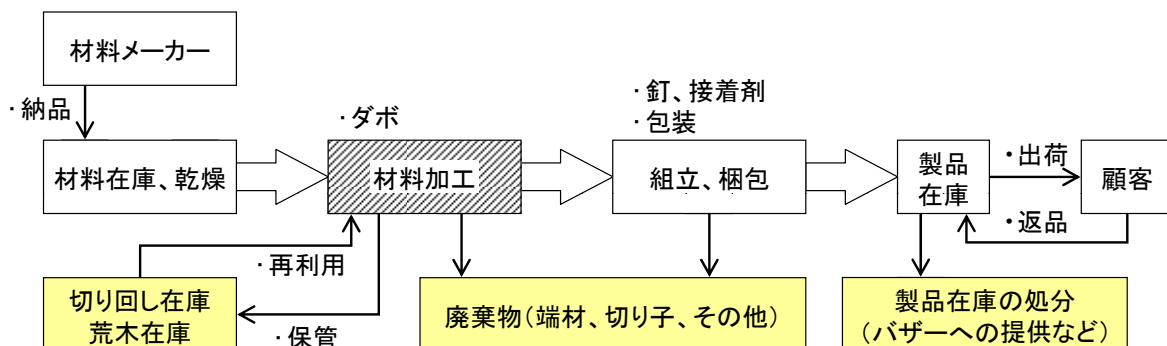 材料メーカー
・納品
・ダボ
・釘、接着剤
・包装
材料在庫、乾燥
材料加工
組立、梱包
製品
在庫
・出荷
・返品
顧客
・再利用
・保管
切り回し在庫
荒木在庫
廃棄物(端材、切り子、その他)
製品在庫の処分
(バザーへの提供など)